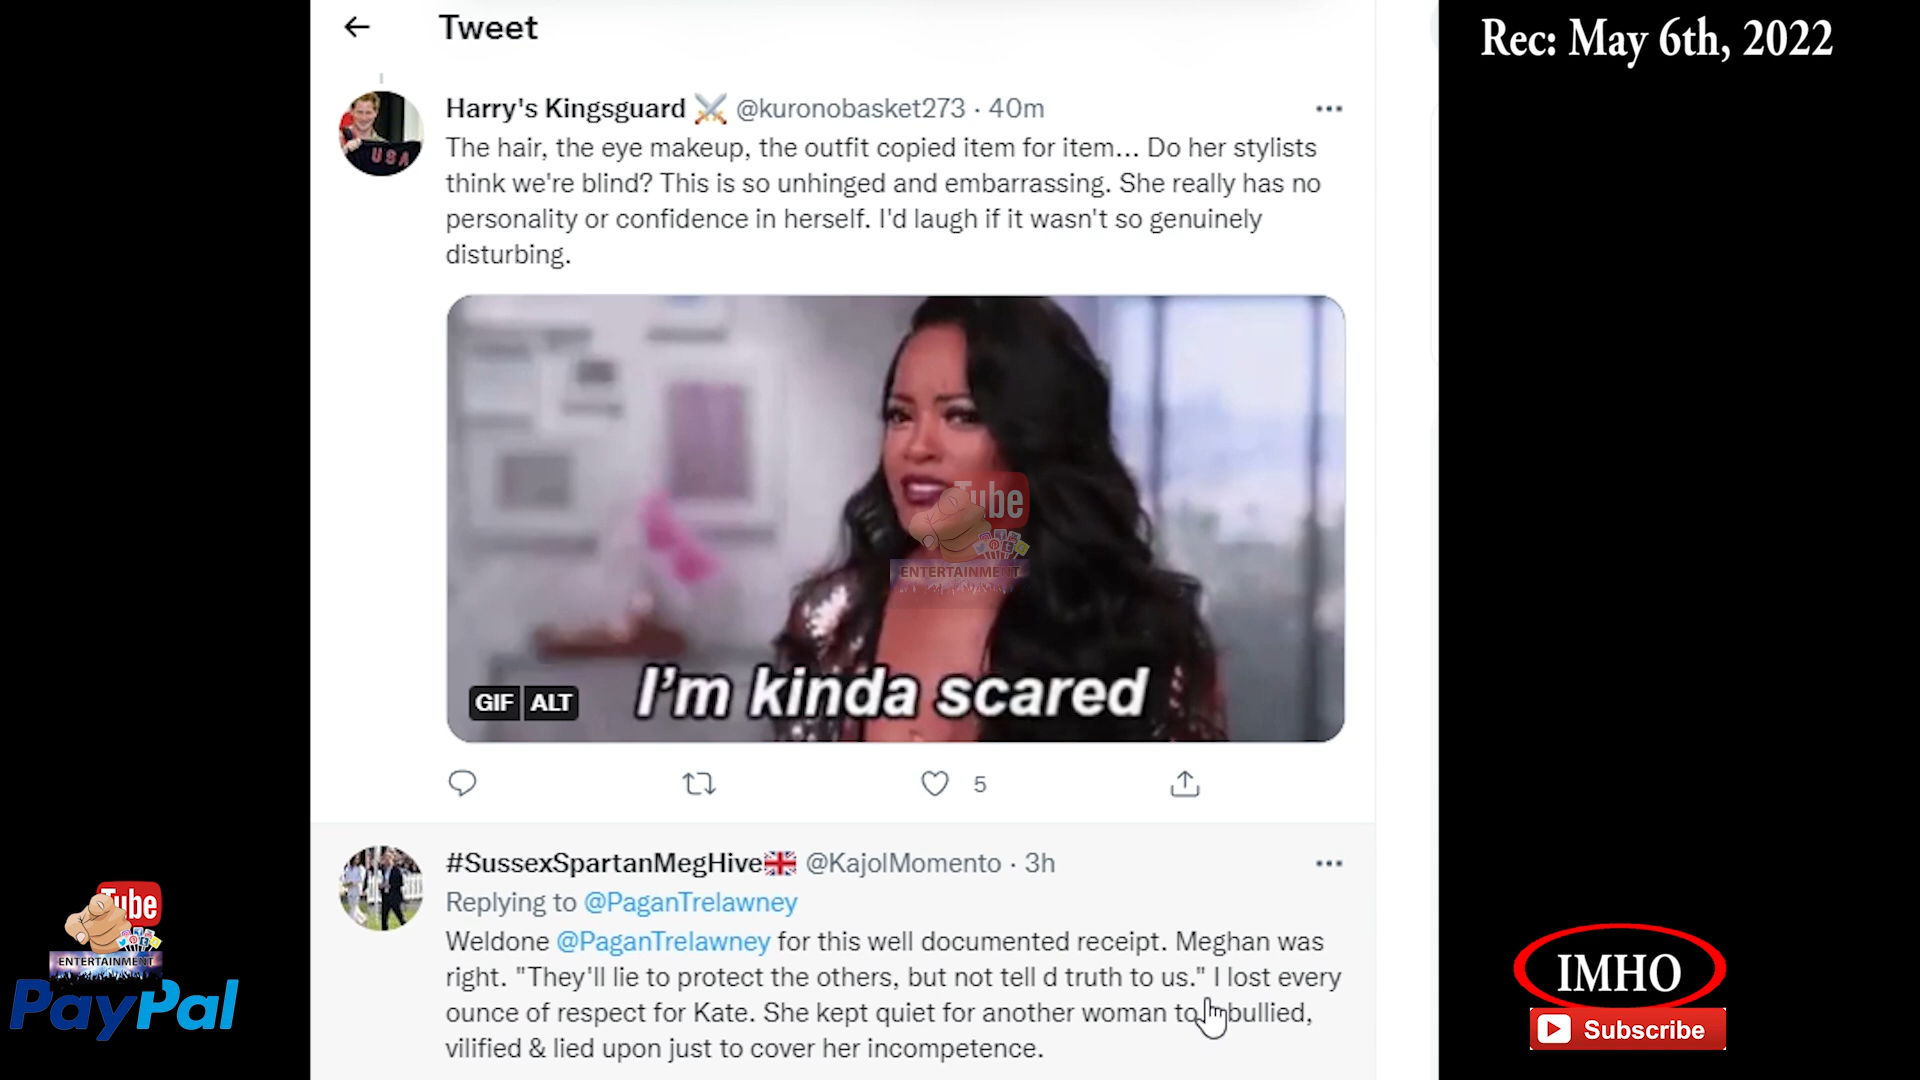 Tweet
Rec: May 6th, 2022
Harry's Kingsguard ⚔️ @kuronobasket273 · 40m
The hair, the eye makeup, the outfit copied item for item... Do her stylists
think we're blind? This is so unhinged and embarrassing. She really has no
personality or confidence in herself. I'd laugh if it wasn't so genuinely
disturbing.
USA
Tube
ENTERTAINMENT
GIF ALT
I'm kinda scared
5
#SussexSpartanMegHive🇬🇧 @KajolMomento · 3h
Replying to @PaganTrelawney
Weldone @PaganTrelawney for this well documented receipt. Meghan was
right. "They'll lie to protect the others, but not tell d truth to us." I lost every
ounce of respect for Kate. She kept quiet for another woman to bullied,
vilified & lied upon just to cover her incompetence.
Tube
ENTERTAINMENT
PayPal
IMHO
Subscribe